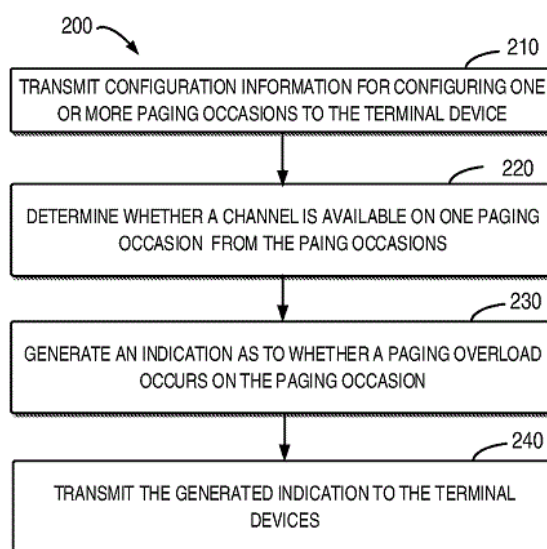 200
210
TRANSMIT CONFIGURATION INFORMATION FOR CONFIGURING ONE
OR MORE PAGING OCCASIONS TO THE TERMINAL DEVICE
220
DETERMINE WHETHER A CHANNEL IS AVAILABLE ON ONE PAGING
OCCASION FROM THE PAING OCCASIONS
230
GENERATE AN INDICATION AS TO WHETHER A PAGING OVERLOAD
OCCURS ON THE PAGING OCCASION
240
TRANSMIT THE GENERATED INDICATION TO THE TERMINAL
DEVICES